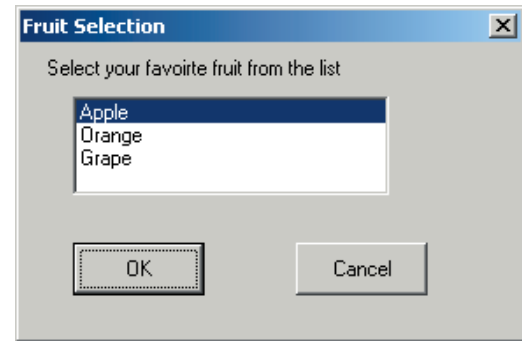 Fruit Selection
Select your favoirte fruit from the list
Apple
Orange
Grape
OK
Cancel